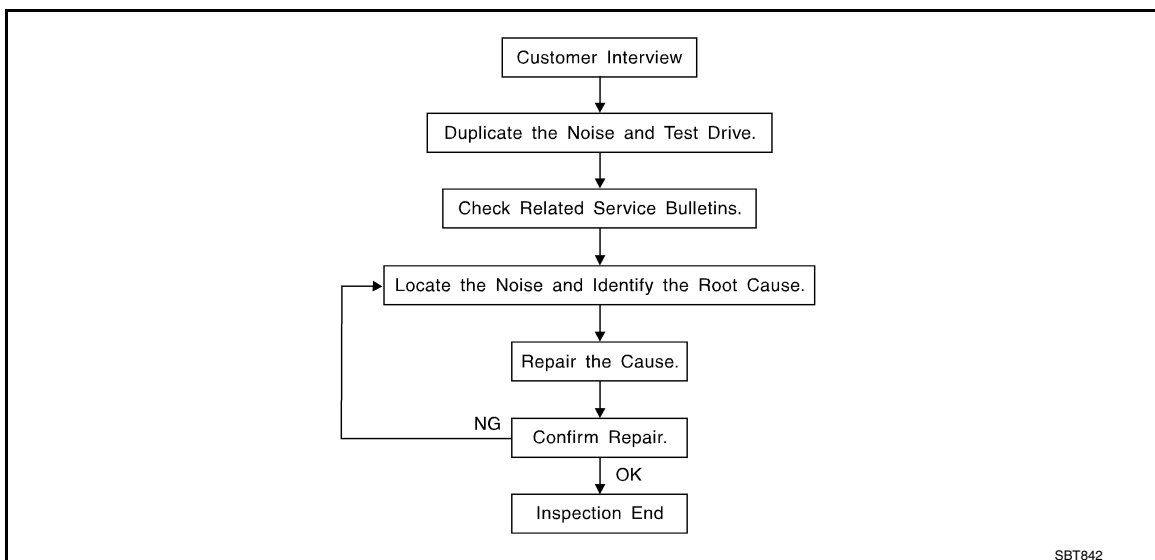 Customer Interview
Duplicate the Noise and Test Drive.
Check Related Service Bulletins.
Locate the Noise and Identify the Root Cause.
Repair the Cause.
NG
Confirm Repair.
OK
Inspection End
SBT842